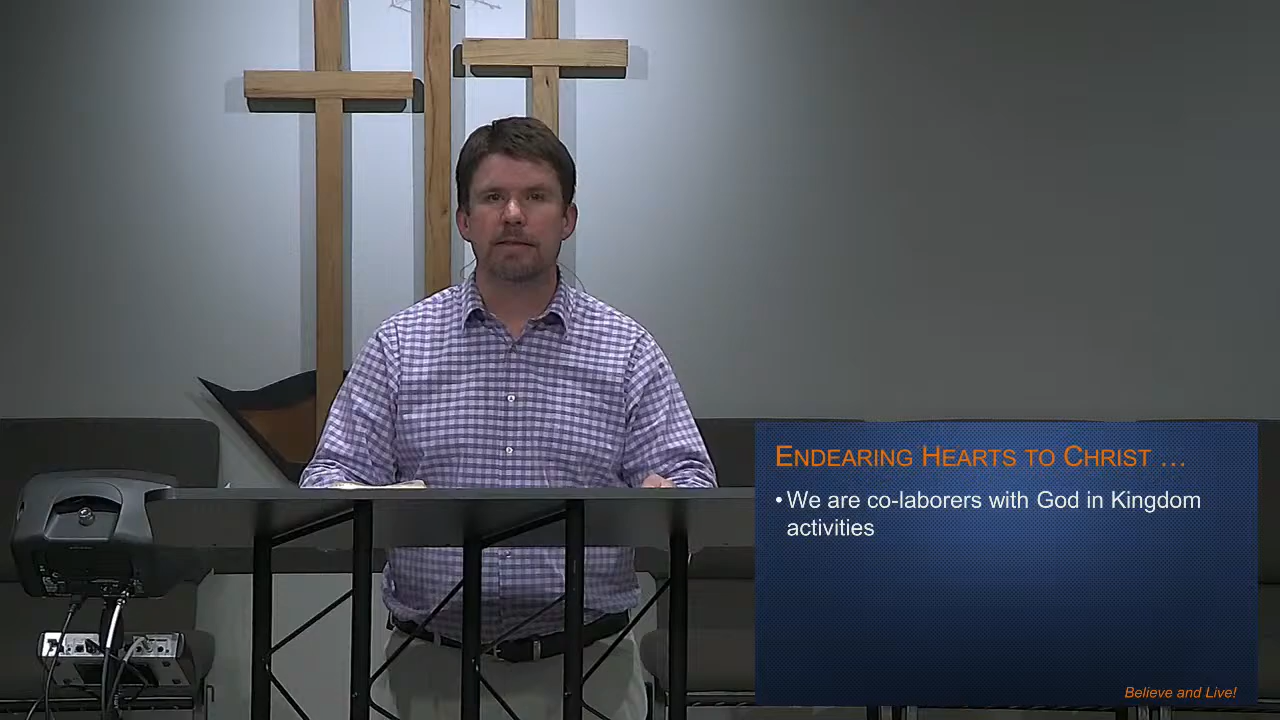 ENDEARING HEARTS TO CHRIST …
• We are co-laborers with God in Kingdom
activities
Believe and Live!